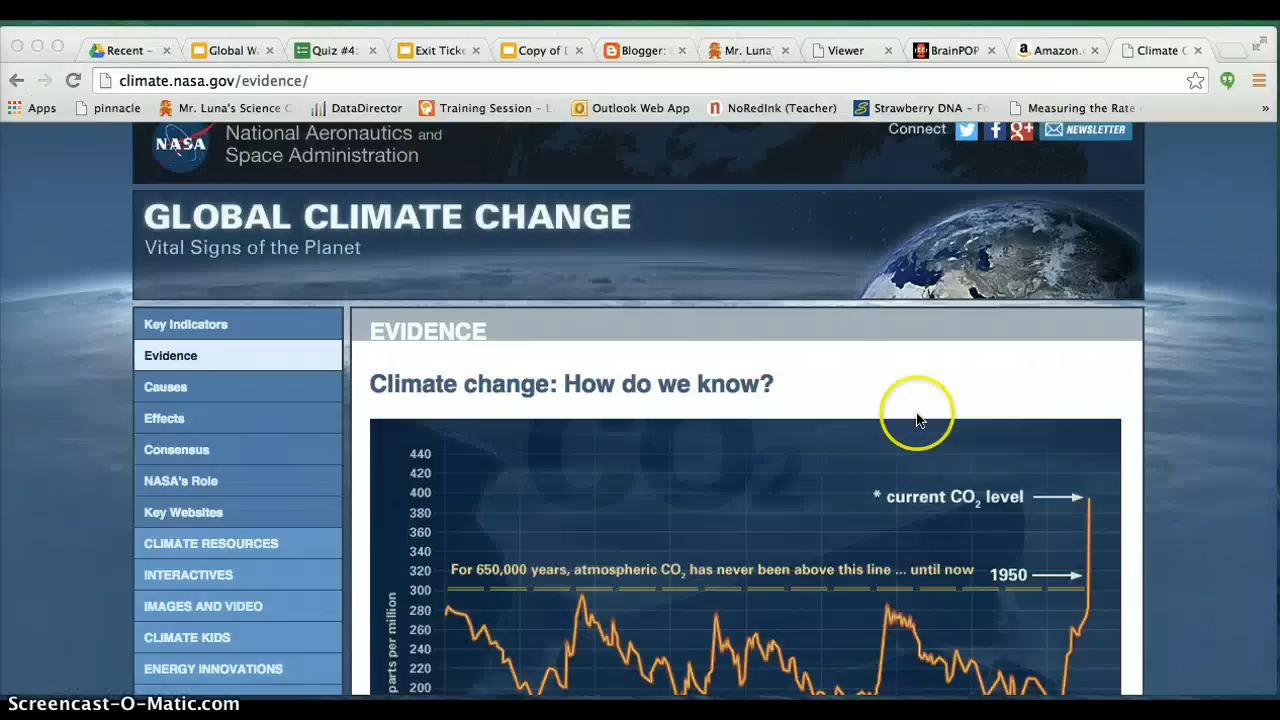 Recent –
Global W
Quiz #4:
Exit Ticke
Copy of
Blogger:
Mr. Luna'
Viewer
BrainPOP
Amazon.
Climate C
climate.nasa.gov/evidence/
Apps
pinnacle
Mr. Luna's Science C
DataDirector
Training Session – L
Outlook Web App
NoRedInk (Teacher)
Strawberry DNA – Fo
Measuring the Rate
»
NASA
National Aeronautics and
Space Administration
Connect
NEWSLETTER
GLOBAL CLIMATE CHANGE
Vital Signs of the Planet
Key Indicators
Evidence
Causes
Effects
Consensus
NASA's Role
Key Websites
CLIMATE RESOURCES
INTERACTIVES
IMAGES AND VIDEO
CLIMATE KIDS
ENERGY INNOVATIONS
EVIDENCE
Climate change: How do we know?
CO2
440
420
400
380
360
340
320
300
280
260
240
220
200
parts per million
* current CO2 level
For 650,000 years, atmospheric CO2 has never been above this line ... until now
1950
Screencast-O-Matic.com